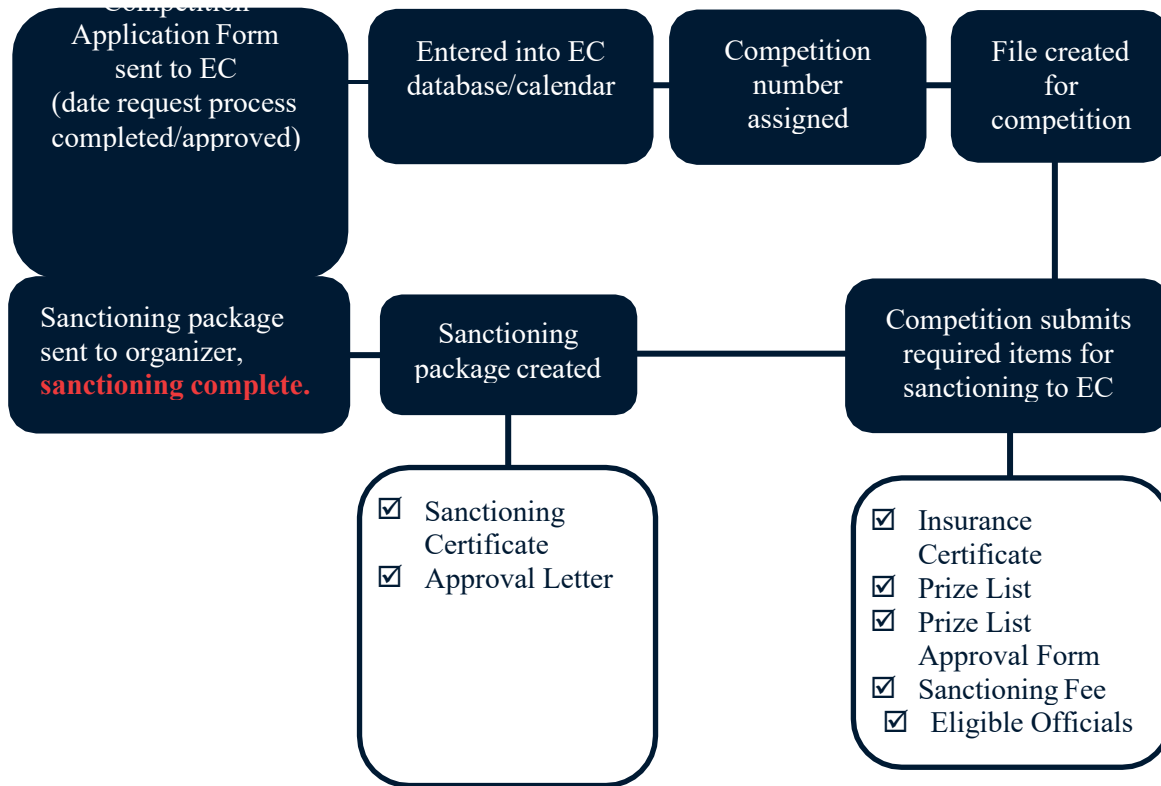 Competition
Application Form
sent to EC
(date request process
completed/approved)
Entered into EC
database/calendar
Competition
number
assigned
File created
for
competition
Sanctioning package
sent to organizer,
sanctioning complete.
Sanctioning
package created
Competition submits
required items for
sanctioning to EC
☑ Sanctioning
Certificate
☑ Approval Letter
☑ Insurance
Certificate
☑ Prize List
☑ Prize List
Approval Form
☑ Sanctioning Fee
☑ Eligible Officials